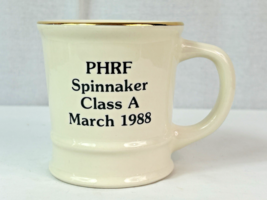 PHRF
Spinnaker
Class A
March 1988